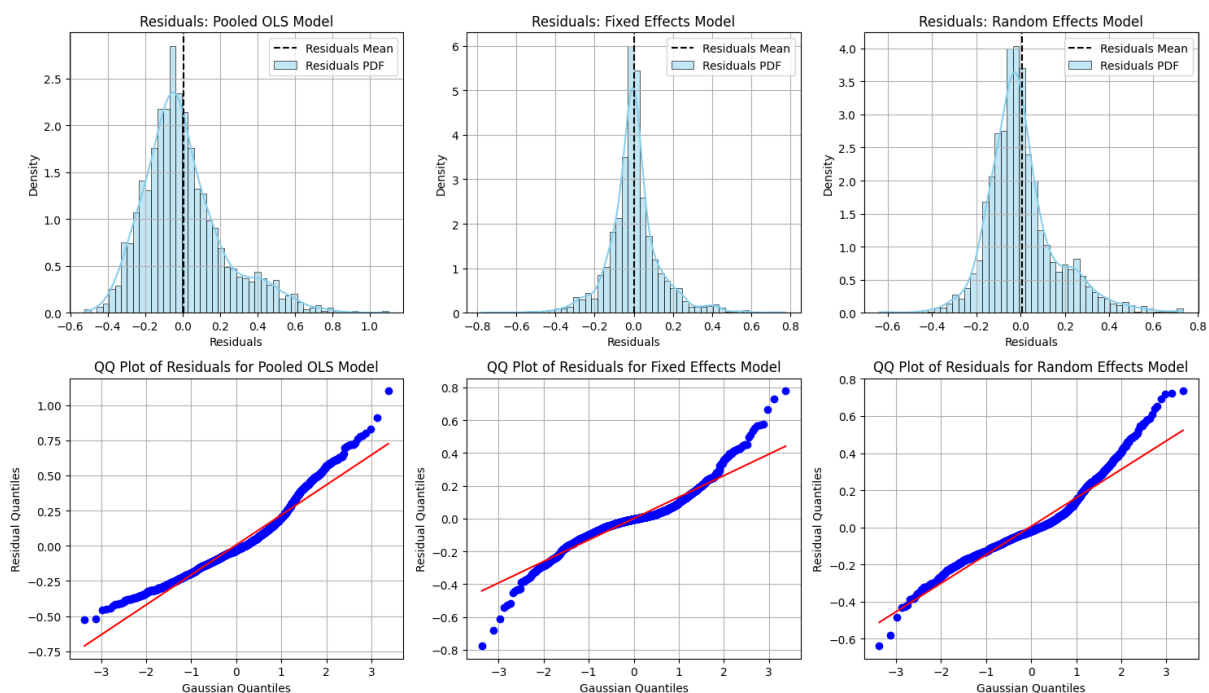 Residuals: Pooled OLS Model
Residuals Mean
Residuals PDF
2.5
2.0
1.5
1.0
0.5
0.0
Density
−0.6 −0.4 −0.2 0.0 0.2 0.4 0.6 0.8 1.0
Residuals
Residuals: Fixed Effects Model
Residuals Mean
Residuals PDF
6
5
4
3
2
1
0
Density
−0.8 −0.6 −0.4 −0.2 0.0 0.2 0.4 0.6 0.8
Residuals
Residuals: Random Effects Model
Residuals Mean
Residuals PDF
4.0
3.5
3.0
2.5
2.0
1.5
1.0
0.5
0.0
Density
−0.6 −0.4 −0.2 0.0 0.2 0.4 0.6 0.8
Residuals
QQ Plot of Residuals for Pooled OLS Model
1.00
0.75
0.50
0.25
0.00
−0.25
−0.50
−0.75
Residual Quantiles
−3 −2 −1 0 1 2 3
Gaussian Quantiles
QQ Plot of Residuals for Fixed Effects Model
0.8
0.6
0.4
0.2
0.0
−0.2
−0.4
−0.6
−0.8
Residual Quantiles
−3 −2 −1 0 1 2 3
Gaussian Quantiles
QQ Plot of Residuals for Random Effects Model
0.8
0.6
0.4
0.2
0.0
−0.2
−0.4
−0.6
Residual Quantiles
−3 −2 −1 0 1 2 3
Gaussian Quantiles